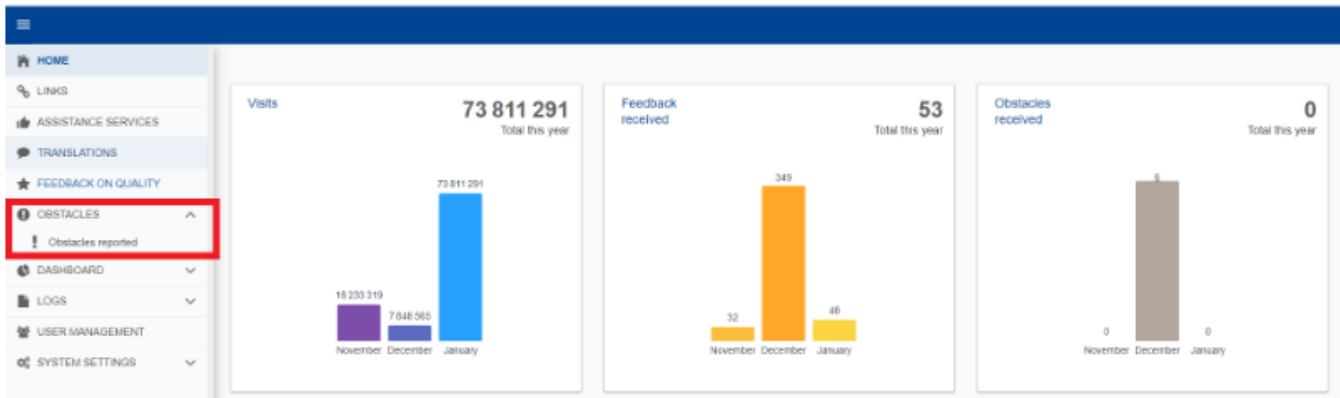 HOME
LINKS
ASSISTANCE SERVICES
TRANSLATIONS
FEEDBACK ON QUALITY
OBSTACLES
Obstacles reported
DASHBOARD
LOGS
USER MANAGEMENT
SYSTEM SETTINGS
Visits
73 811 291
Total this year
73 811 291
18 233 319
7 848 565
November December January
Feedback
received
53
Total this year
349
32
48
November December January
Obstacles
received
0
Total this year
6
0
0
November December January